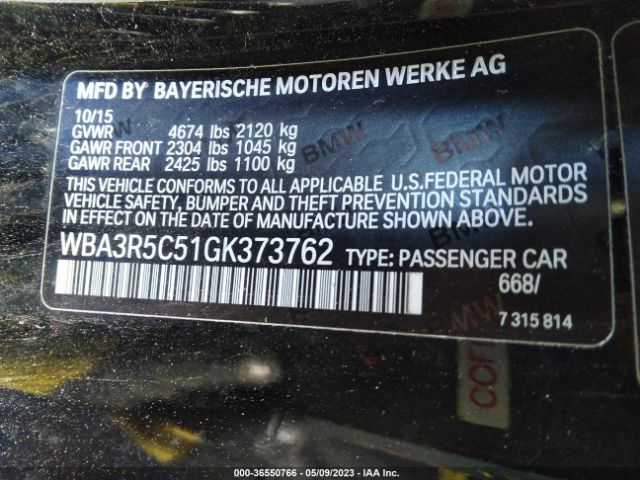 MFD BY BAYERISCHE MOTOREN WERKE AG
10/15
GVWR 4674 lbs 2120 kg
GAWR FRONT 2304 lbs 1045 kg
GAWR REAR 2425 lbs 1100 kg
THIS VEHICLE CONFORMS TO ALL APPLICABLE U.S.FEDERAL MOTOR
VEHICLE SAFETY, BUMPER AND THEFT PREVENTION STANDARDS
IN EFFECT ON THE DATE OF MANUFACTURE SHOWN ABOVE.
WBA3R5C51GK373762 TYPE: PASSENGER CAR
668/
7 315 814
BMW
BMW
BMW
000-36550766 - 05/09/2023 - IAA Inc.